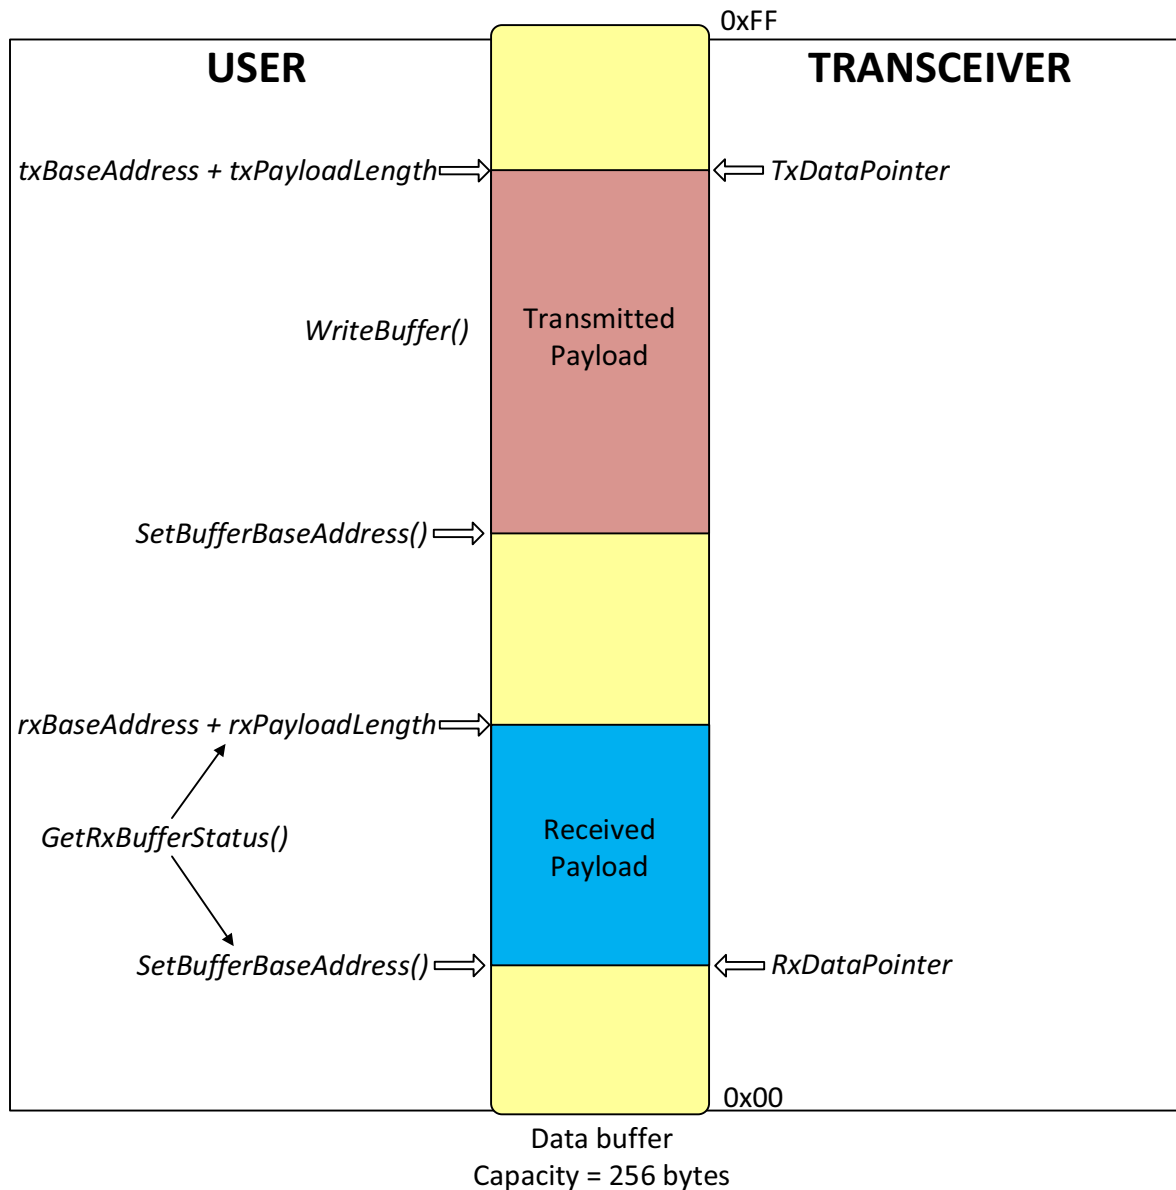 0xFF
USER
TRANSCEIVER
txBaseAddress + txPayloadLength
TxDataPointer
WriteBuffer()
Transmitted
Payload
SetBufferBaseAddress()
rxBaseAddress + rxPayloadLength
GetRxBufferStatus()
Received
Payload
SetBufferBaseAddress()
RxDataPointer
0x00
Data buffer
Capacity = 256 bytes